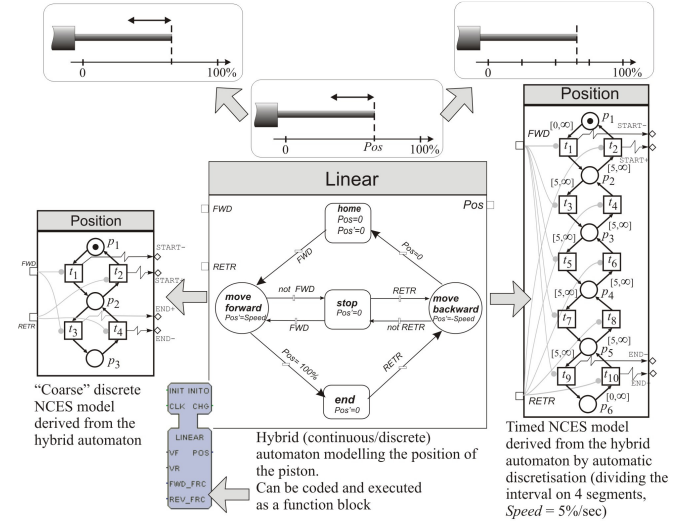 0
100%
0
Pos
100%
0
100%
Linear
FWD
RETR
Pos
home
Pos=0
Pos'=0
FWD
Pos=0
move
forward
Pos'=Speed
not FWD
FWD
stop
Pos'=0
RETR
not RETR
move
backward
Pos'=-Speed
Pos= 100%
RETR
end
Pos'=0
Position
FWD
RETR
p1
t1
t2
p2
t3
t4
p3
START-
START+
END+
END-
"Coarse" discrete
NCES model
derived from the
hybrid automaton
INIT INITO
CLK CHG
LINEAR
VF POS
VR
FWD_FRC
REV_FRC
Hybrid (continuous/discrete)
automaton modelling the position of
the piston.
Can be coded and executed
as a function block
Position
FWD
RETR
[0,∞]
p1
START-
t1
t2
START+
[5,∞]
[5,∞]
p2
t3
t4
[5,∞]
[5,∞]
p3
t5
t6
[5,∞]
[5,∞]
p4
t7
t8
[5,∞]
[5,∞]
p5
END-
t9
t10
END+
[0,∞]
p6
Timed NCES model
derived from the hybrid
automaton by automatic
discretisation (dividing the
interval on 4 segments,
Speed = 5%/sec)